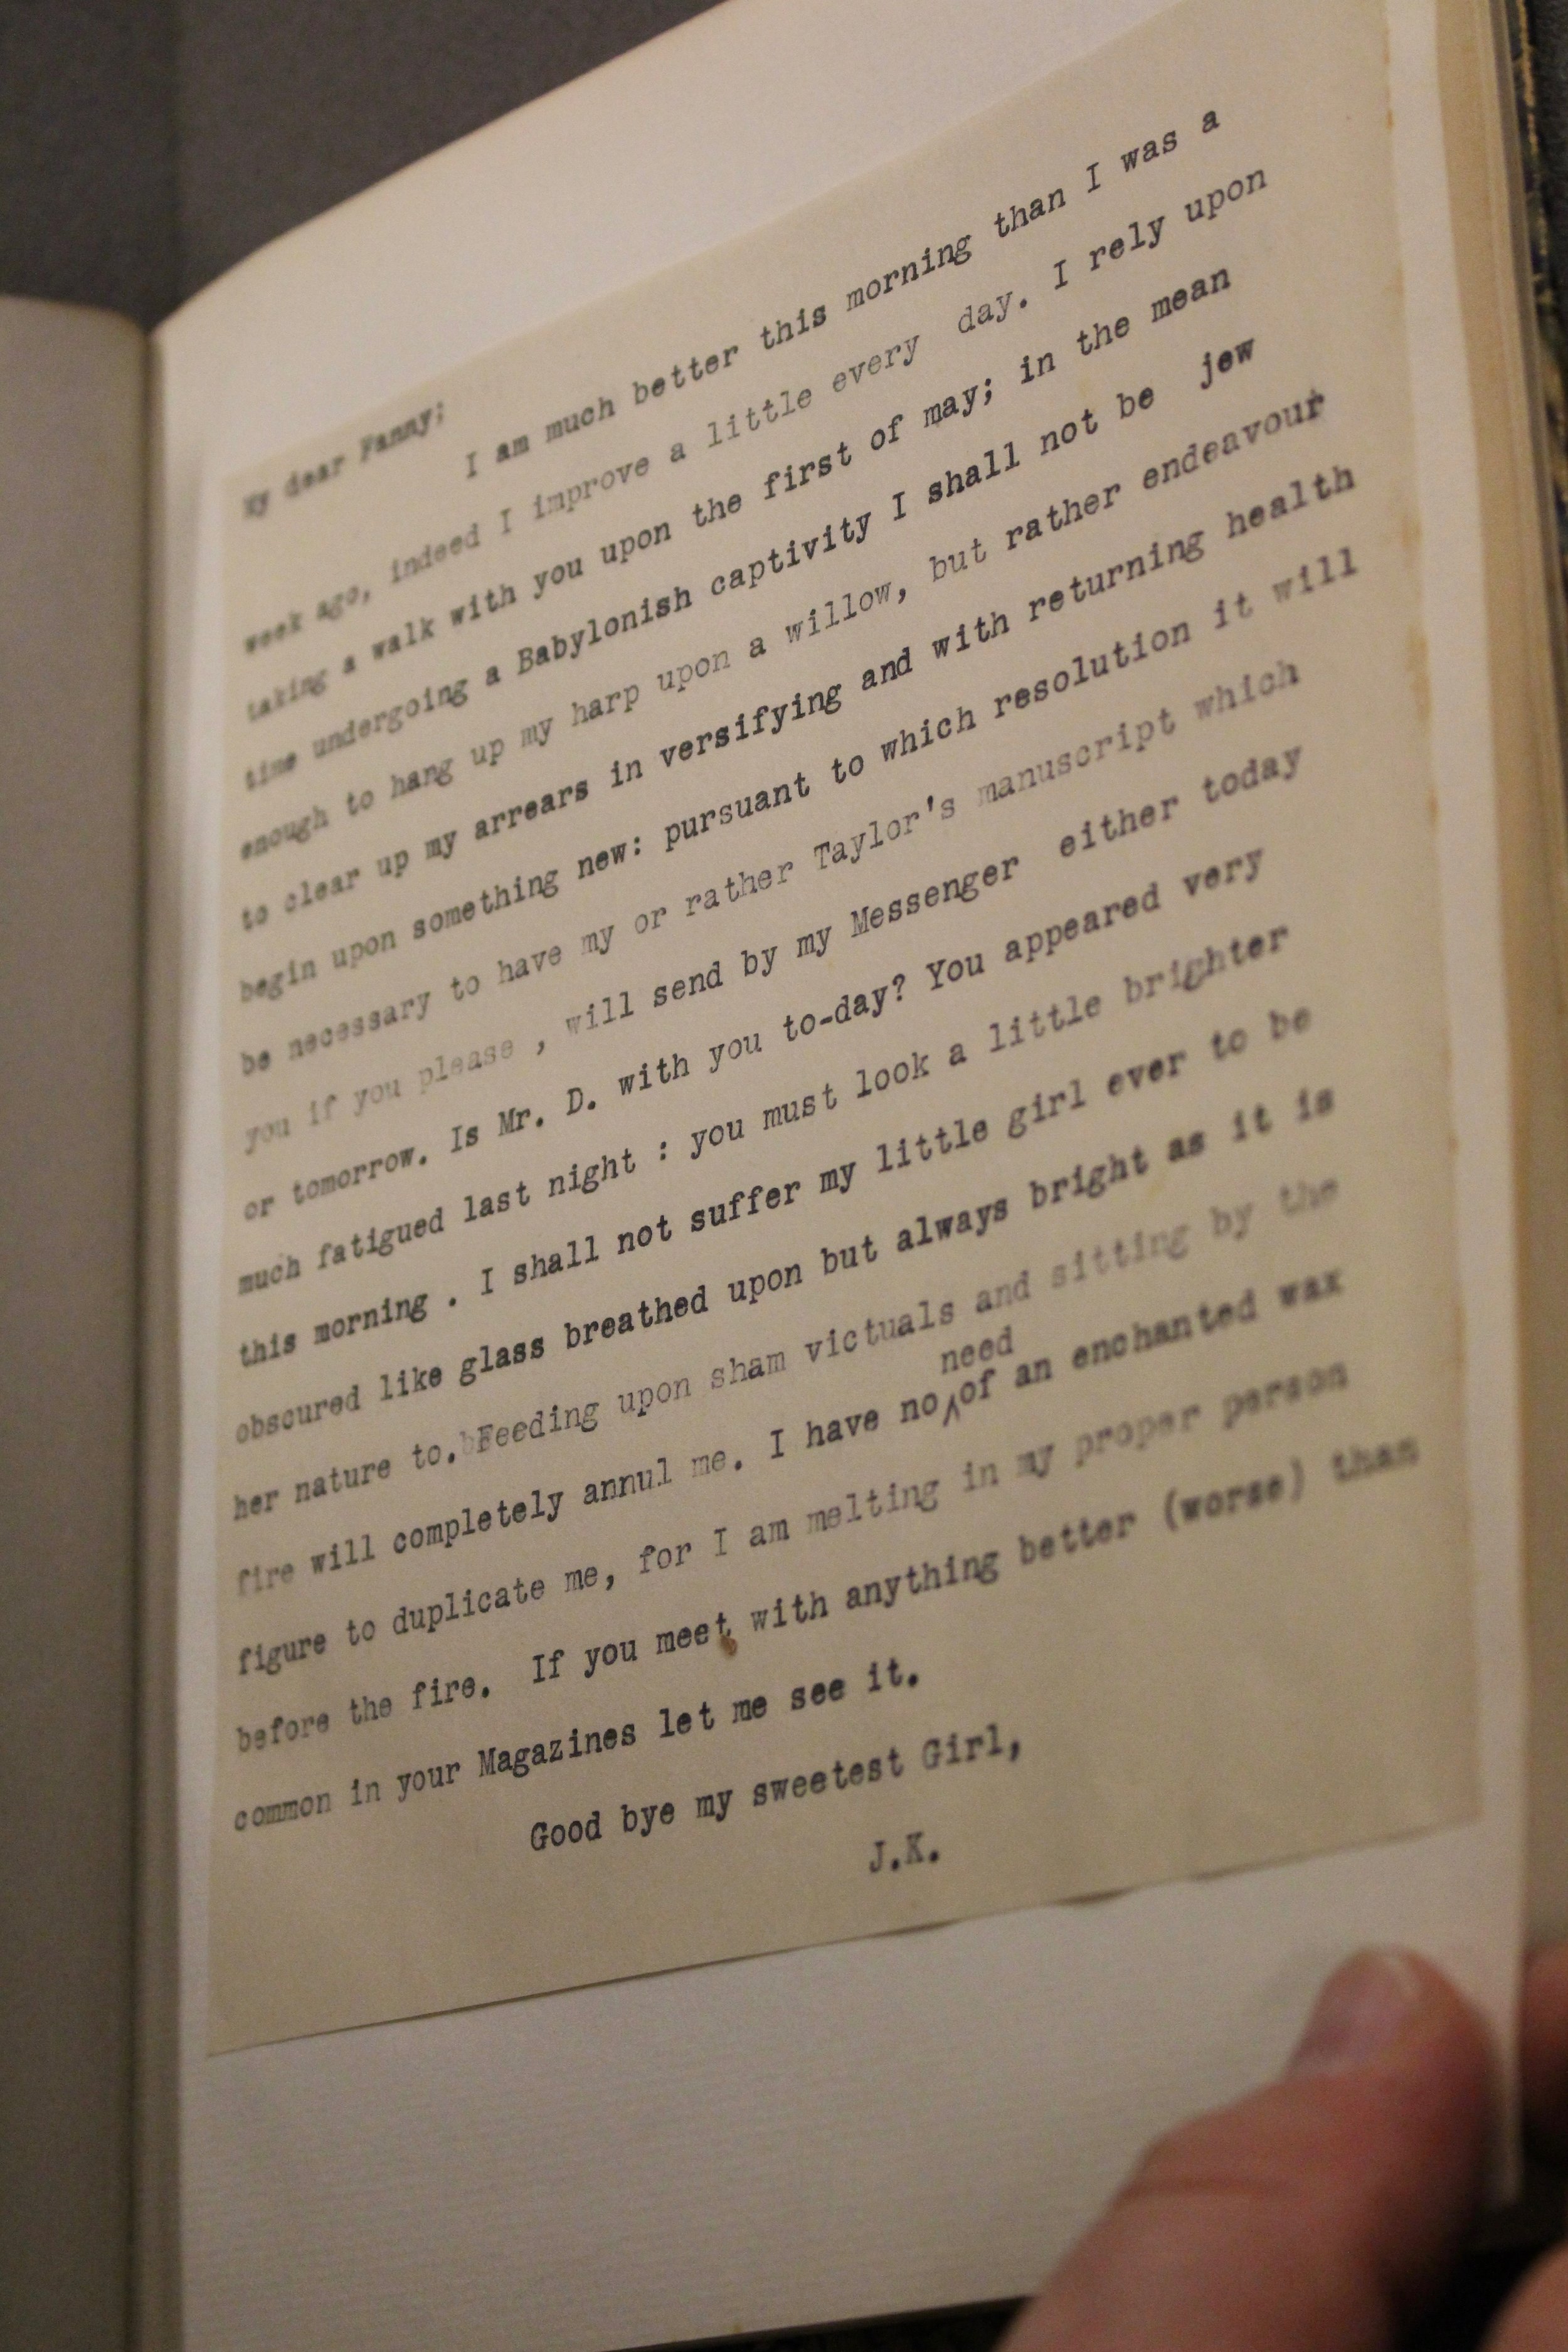 My dear Fanny;
I am much better this morning than I was a
week ago, indeed I improve a little every day. I rely upon
taking a walk with you upon the first of may; in the mean
time undergoing a Babylonish captivity I shall not be jew
enough to hang up my harp upon a willow, but rather endeavour
to clear up my arrears in versifying and with returning health
begin upon something new: pursuant to which resolution it will
be necessary to have my or rather Taylor's manuscript which
you if you please , will send by my Messenger either today
or tomorrow. Is Mr. D. with you to-day? You appeared very
much fatigued last night : you must look a little brighter
this morning . I shall not suffer my little girl ever to be
obscured like glass breathed upon but always bright as it is
her nature to. Feeding upon sham victuals and sitting by the
need
fire will completely annul me. I have no of an enchanted wax
figure to duplicate me, for I am melting in my proper person
before the fire. If you meet with anything better (worse) than
common in your Magazines let me see it.
Good bye my sweetest Girl,
J.K.